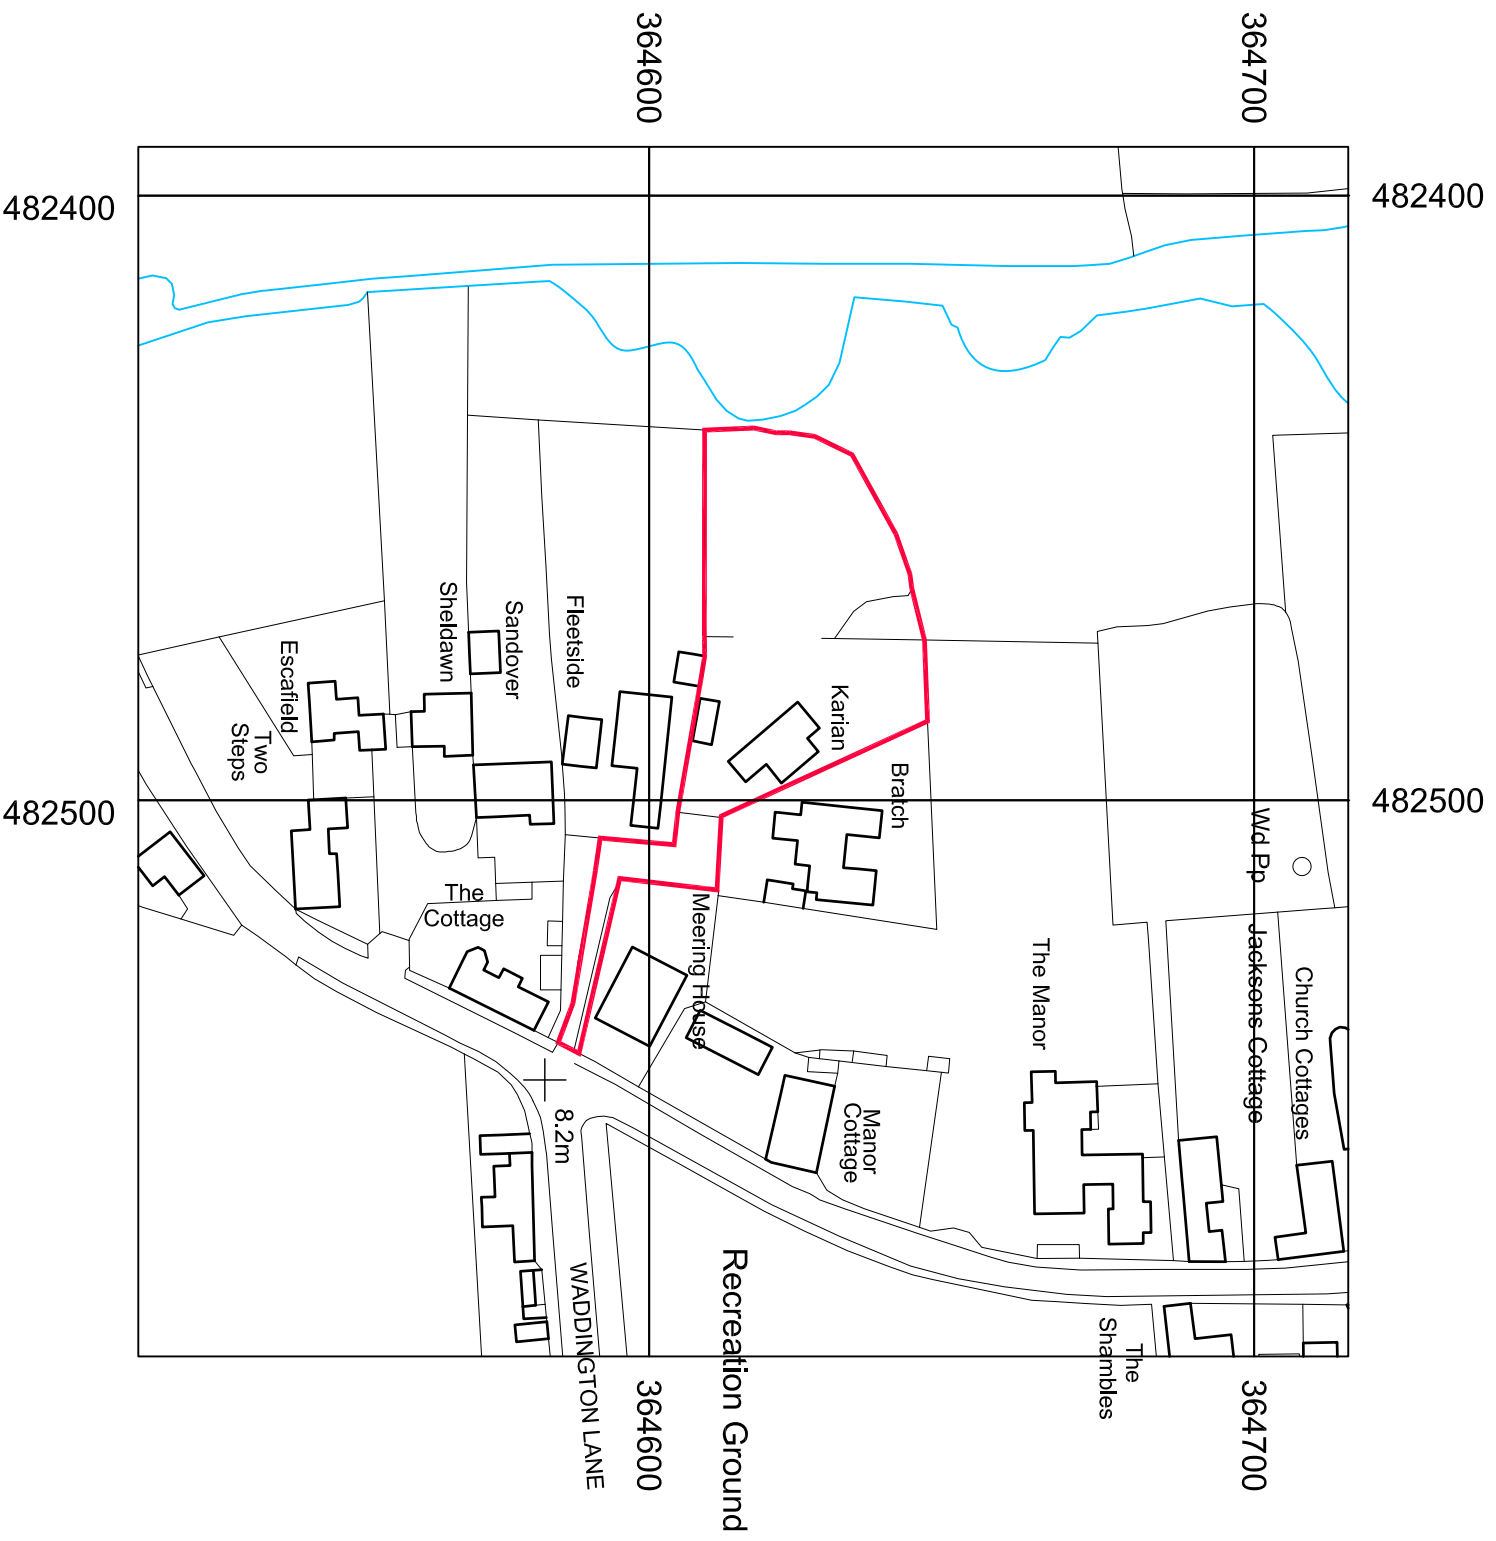 364600
364700
482400
482400
Sheldawn
Sandover
Fleetside
Escafield
Two
Steps
Karian
Bratch
482500
482500
Wd Pp
The
Cottage
Meering House
The Manor
Jacksons Cottage
Church Cottages
8.2m
Manor
Cottage
WADDINGTON LANE
Recreation Ground
The
Shambles
364600
364700